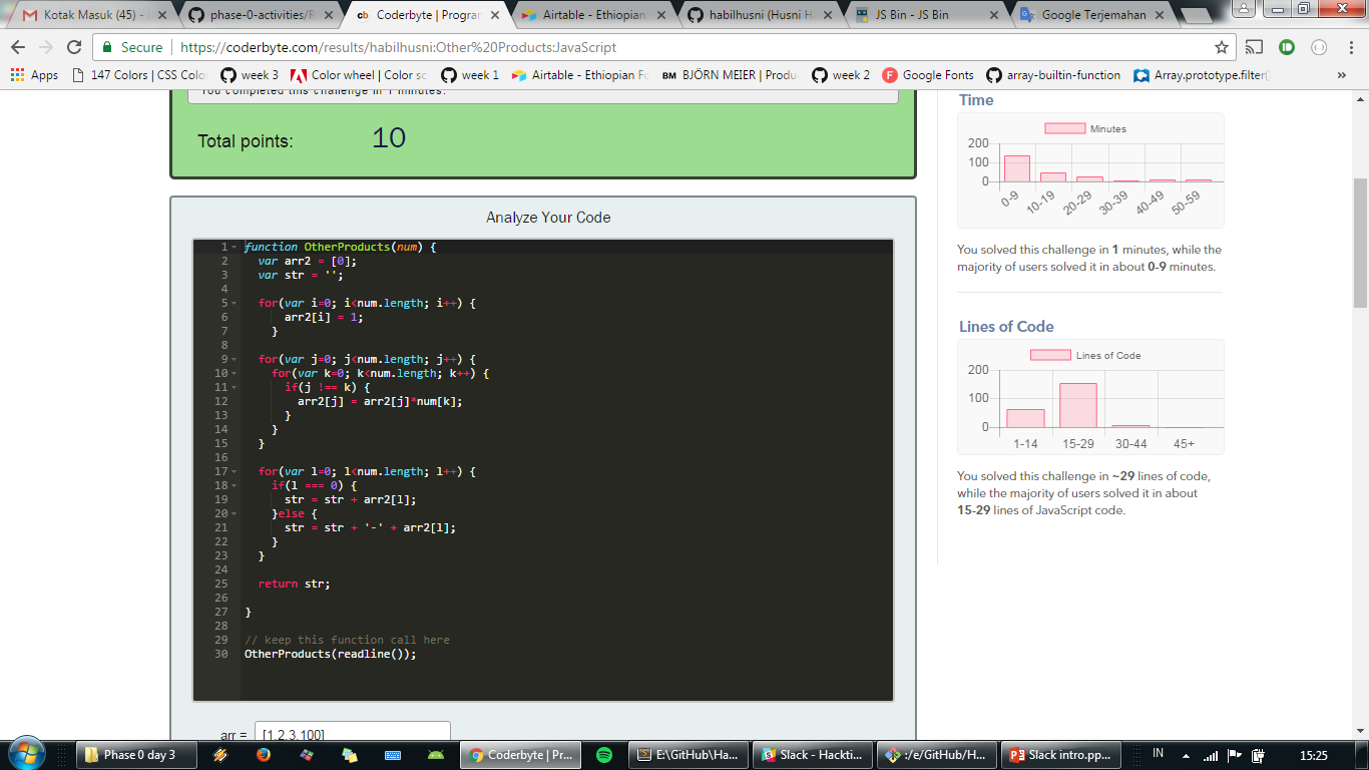 Kotak Masuk (45) -
phase-0-activities/R
Coderbyte | Program
Airtable - Ethiopian
habilhusni (Husni H
JS Bin - JS Bin
Google Terjemahan
Secure
https://coderbyte.com/results/habilhusni:Other%20Products:JavaScript
Apps
147 Colors | CSS Colo
week 3
Color wheel | Color sc
week 1
Airtable - Ethiopian Fo
BM BJÖRN MEIER | Produ
week 2
Google Fonts
array-builtin-function
Array.prototype.filter(
»
You completed this challenge in 1 minutes.
Total points: 10
Analyze Your Code
1 function OtherProducts(num) {
2 var arr2 = [0];
3 var str = '';
4
5 for(var i=0; i<num.length; i++) {
6 arr2[i] = 1;
7 }
8
9 for(var j=0; j<num.length; j++) {
10 for(var k=0; k<num.length; k++) {
11 if(j !== k) {
12 arr2[j] = arr2[j]*num[k];
13 }
14 }
15 }
16
17 for(var l=0; l<num.length; l++) {
18 if(l === 0) {
19 str = str + arr2[l];
20 }else {
21 str = str + '-' + arr2[l];
22 }
23 }
24
25 return str;
26
27 }
28
29 // keep this function call here
30 OtherProducts(readline());
arr = [1,2,3,100]
Time
Minutes
200
100
0
0-9 10-19 20-29 30-39 40-49 50-59
You solved this challenge in 1 minutes, while the
majority of users solved it in about 0-9 minutes.
Lines of Code
Lines of Code
200
100
0
1-14 15-29 30-44 45+
You solved this challenge in ~29 lines of code,
while the majority of users solved it in about
15-29 lines of JavaScript code.
Phase 0 day 3
Coderbyte | Pr...
E:\GitHub\Ha...
Slack - Hackti...
:/e/GitHub/H...
Slack intro.pp...
IN
15:25